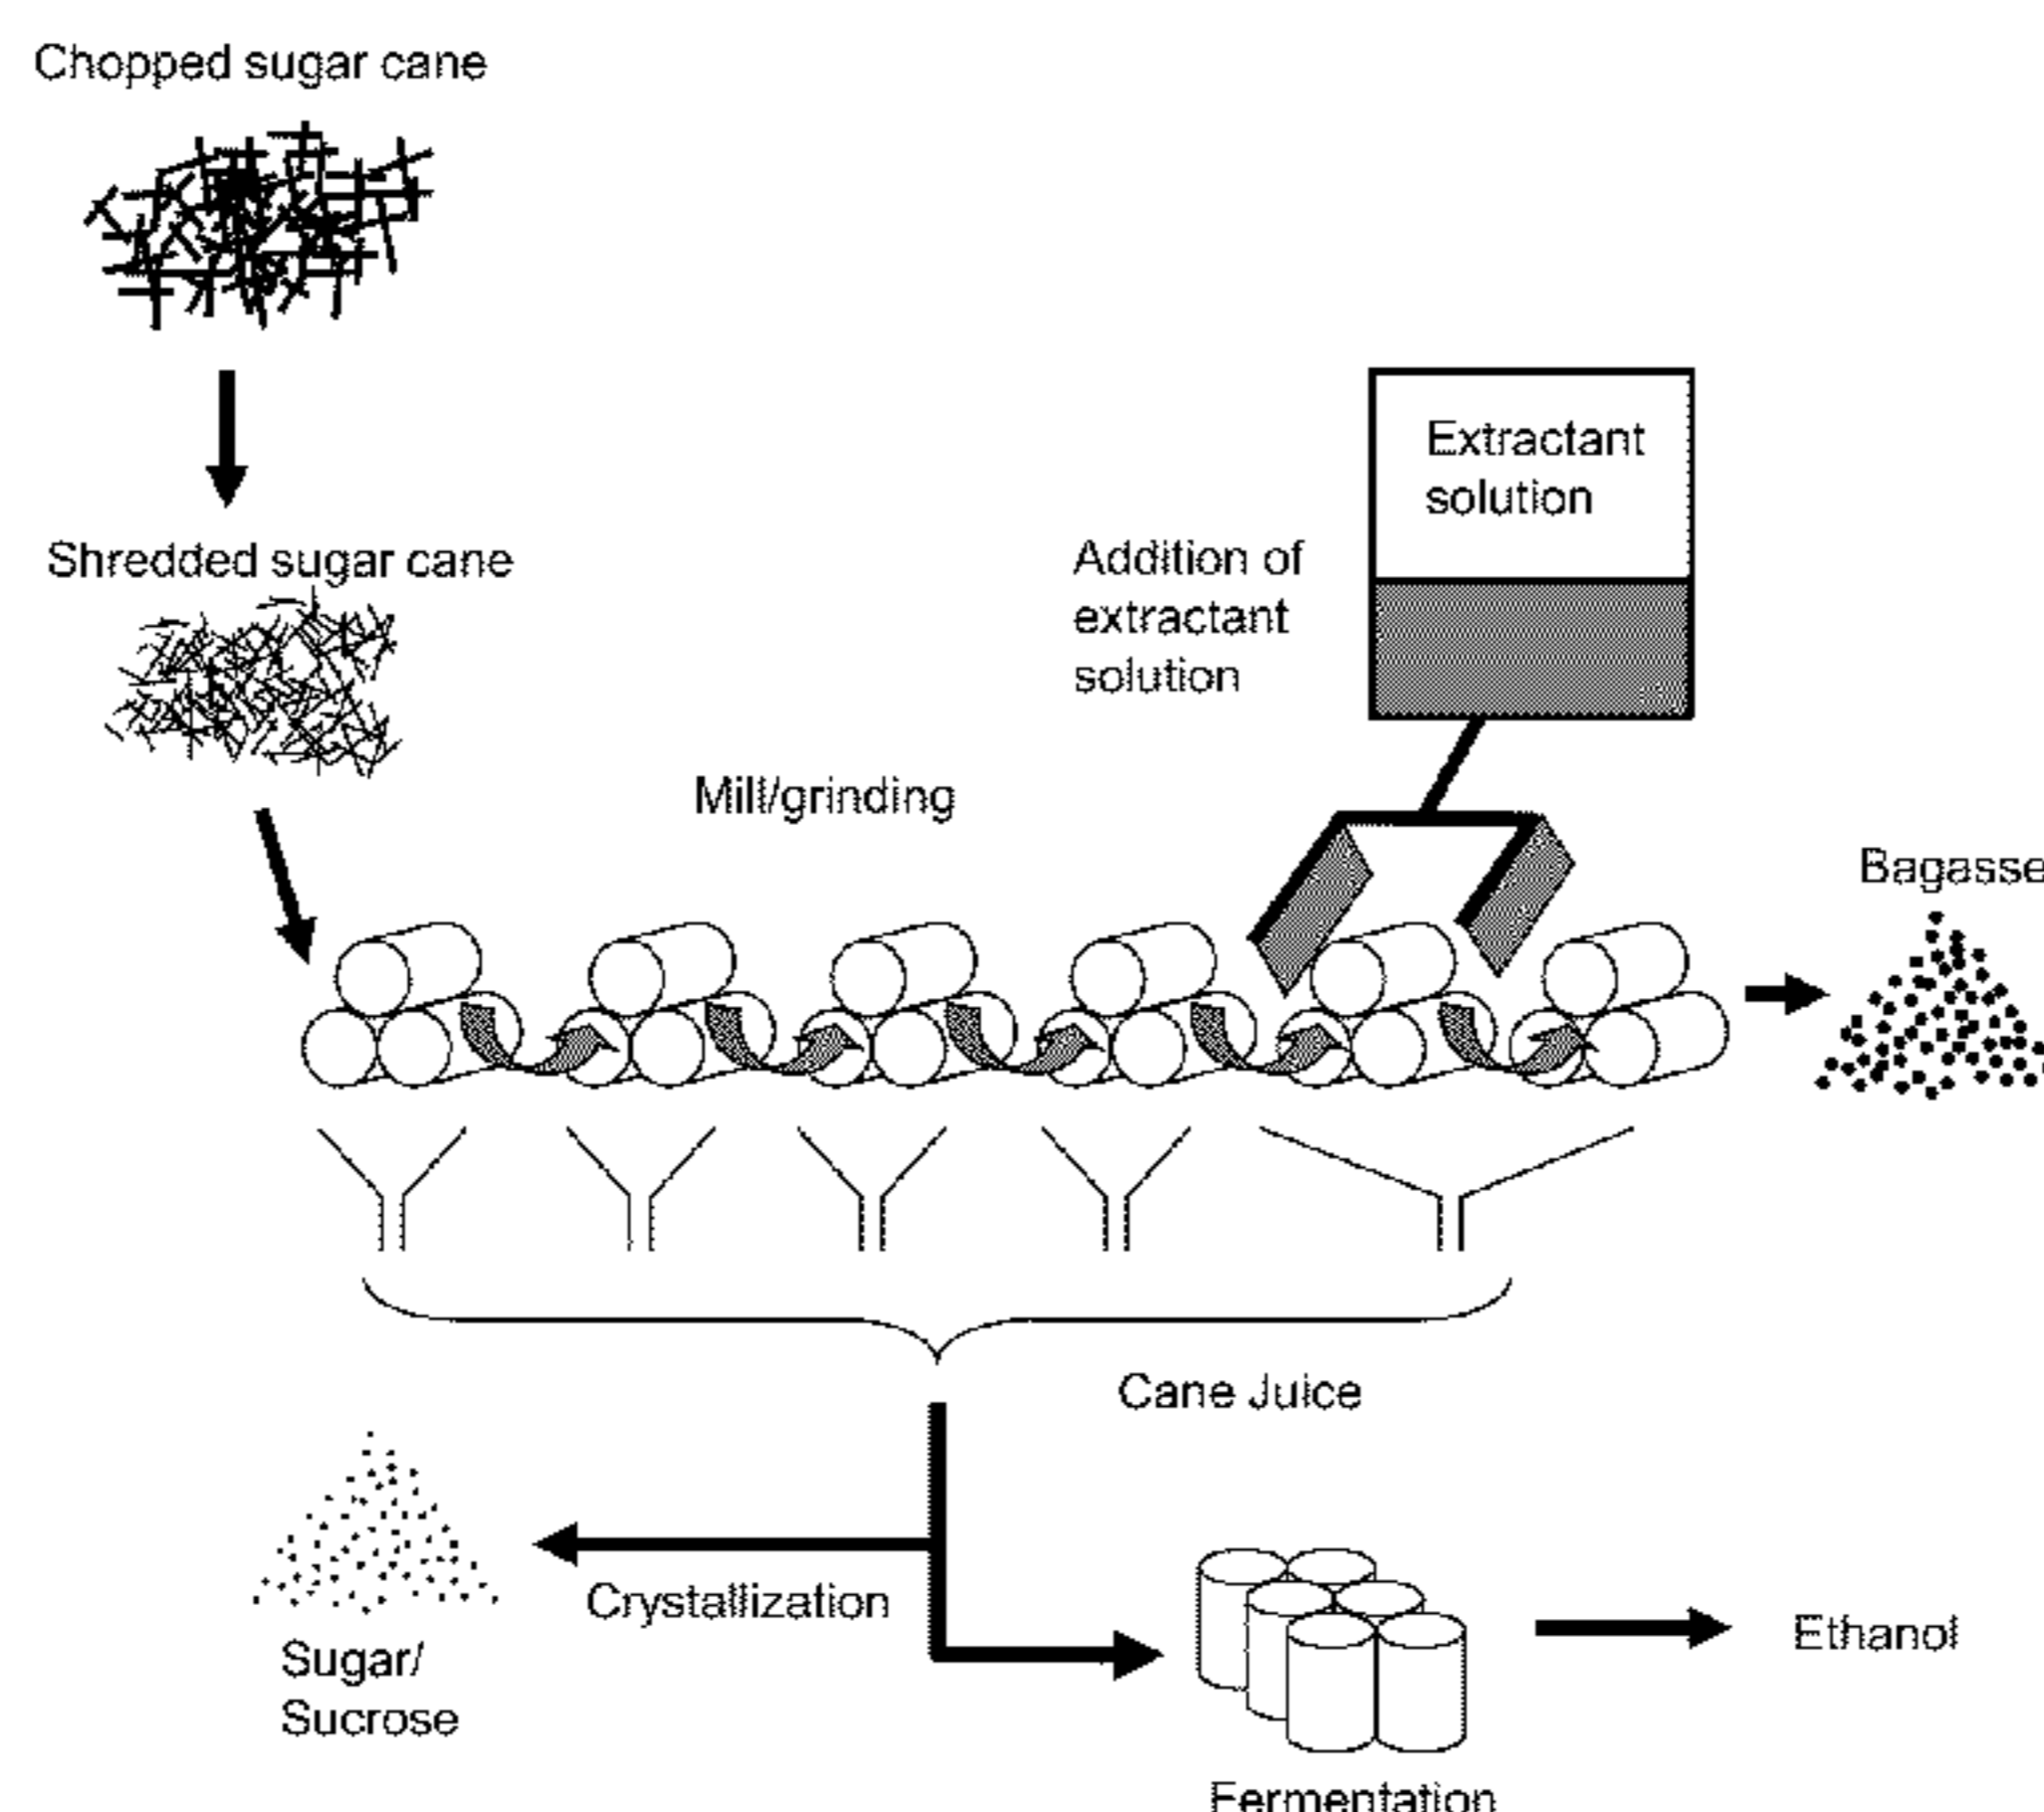 Chopped sugar cane
Shredded sugar cane
Extractant
solution
Addition of
extractant
solution
Mill/grinding
Bagasse
Cane Juice
Crystallization
Sugar/
Sucrose
Ethanol
Fermentation